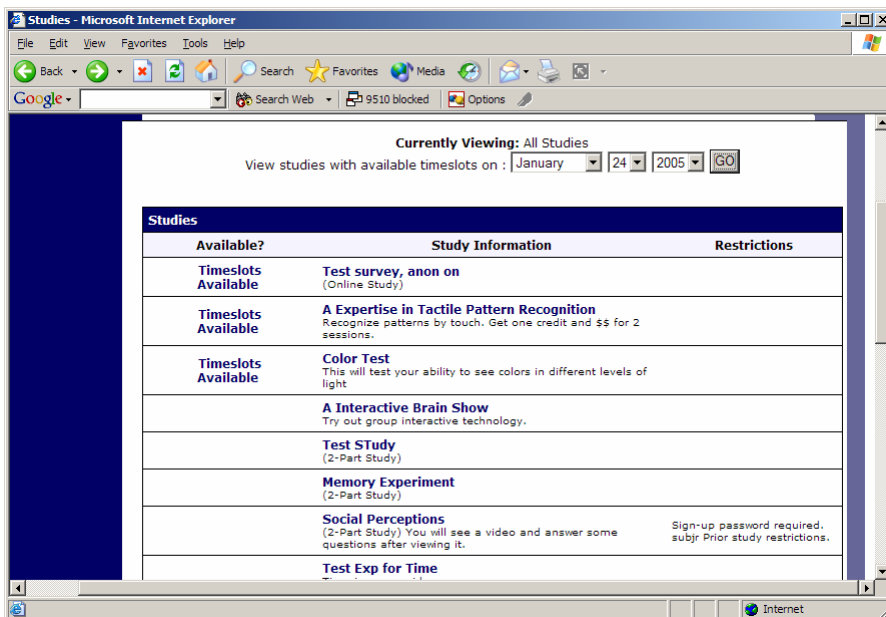 Studies - Microsoft Internet Explorer
File Edit View Favorites Tools Help
Back Search Favorites Media
Google Search Web 9510 blocked Options
Currently Viewing: All Studies
View studies with available timeslots on : January 24 2005 GO
Studies
Available? Study Information Restrictions
Timeslots Available
Test survey, anon on
(Online Study)
Timeslots Available
A Expertise in Tactile Pattern Recognition
Recognize patterns by touch. Get one credit and $$ for 2
sessions.
Timeslots Available
Color Test
This will test your ability to see colors in different levels of
light
A Interactive Brain Show
Try out group interactive technology.
Test STudy
(2-Part Study)
Memory Experiment
(2-Part Study)
Social Perceptions
(2-Part Study) You will see a video and answer some
questions after viewing it.
Sign-up password required.
subjr Prior study restrictions.
Test Exp for Time
Internet